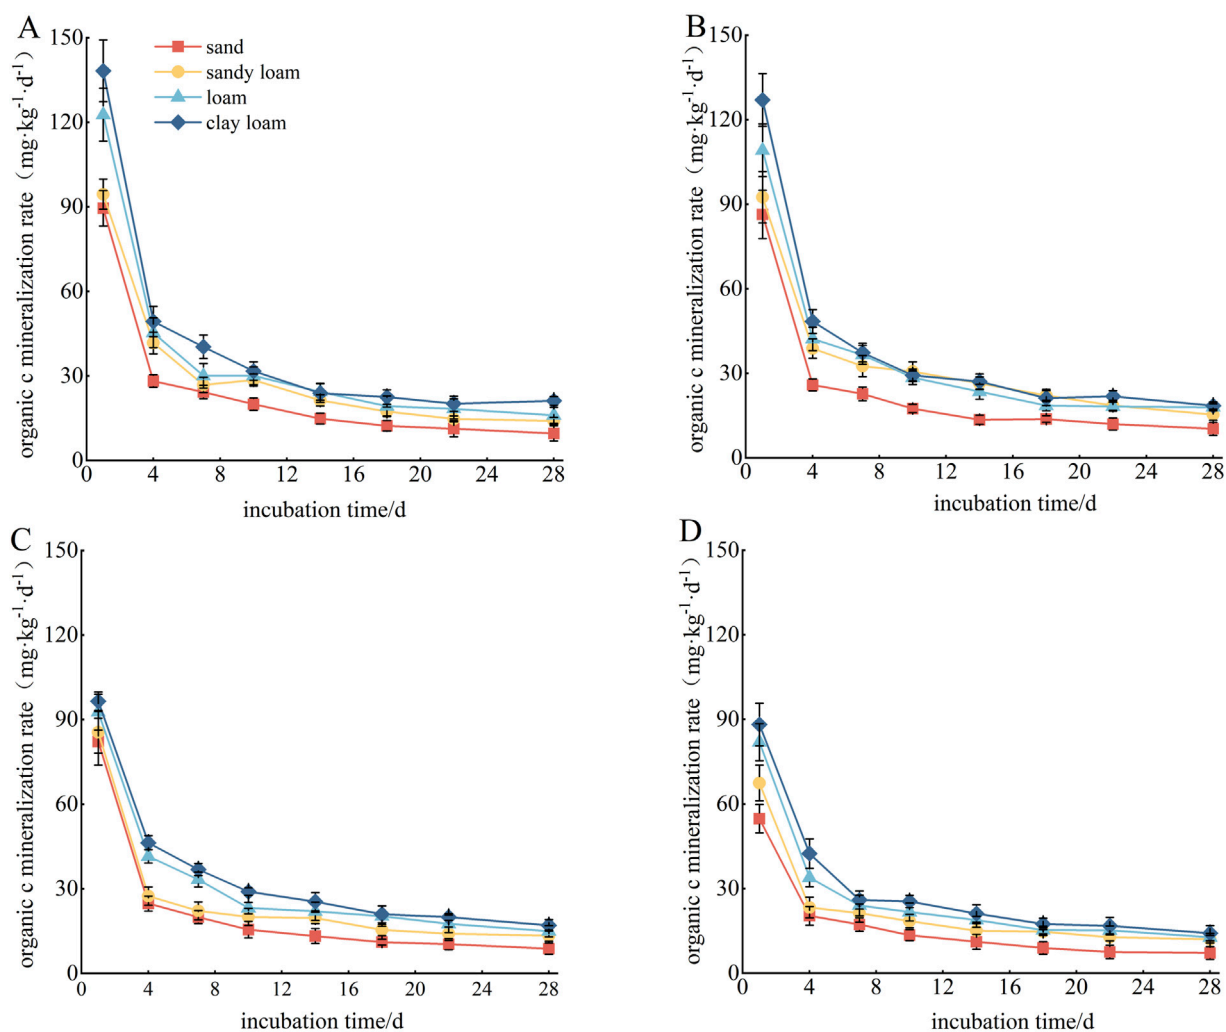 A
150
120
90
60
30
0
organic c mineralization rate（mg·kg⁻¹·d⁻¹）
sand
sandy loam
loam
clay loam
0 4 8 12 16 20 24 28
incubation time/d
B
150
120
90
60
30
0
organic c mineralization rate（mg·kg⁻¹·d⁻¹）
0 4 8 12 16 20 24 28
incubation time/d
C
150
120
90
60
30
0
organic c mineralization rate（mg·kg⁻¹·d⁻¹）
0 4 8 12 16 20 24 28
incubation time/d
D
150
120
90
60
30
0
organic c mineralization rate（mg·kg⁻¹·d⁻¹）
0 4 8 12 16 20 24 28
incubation time/d